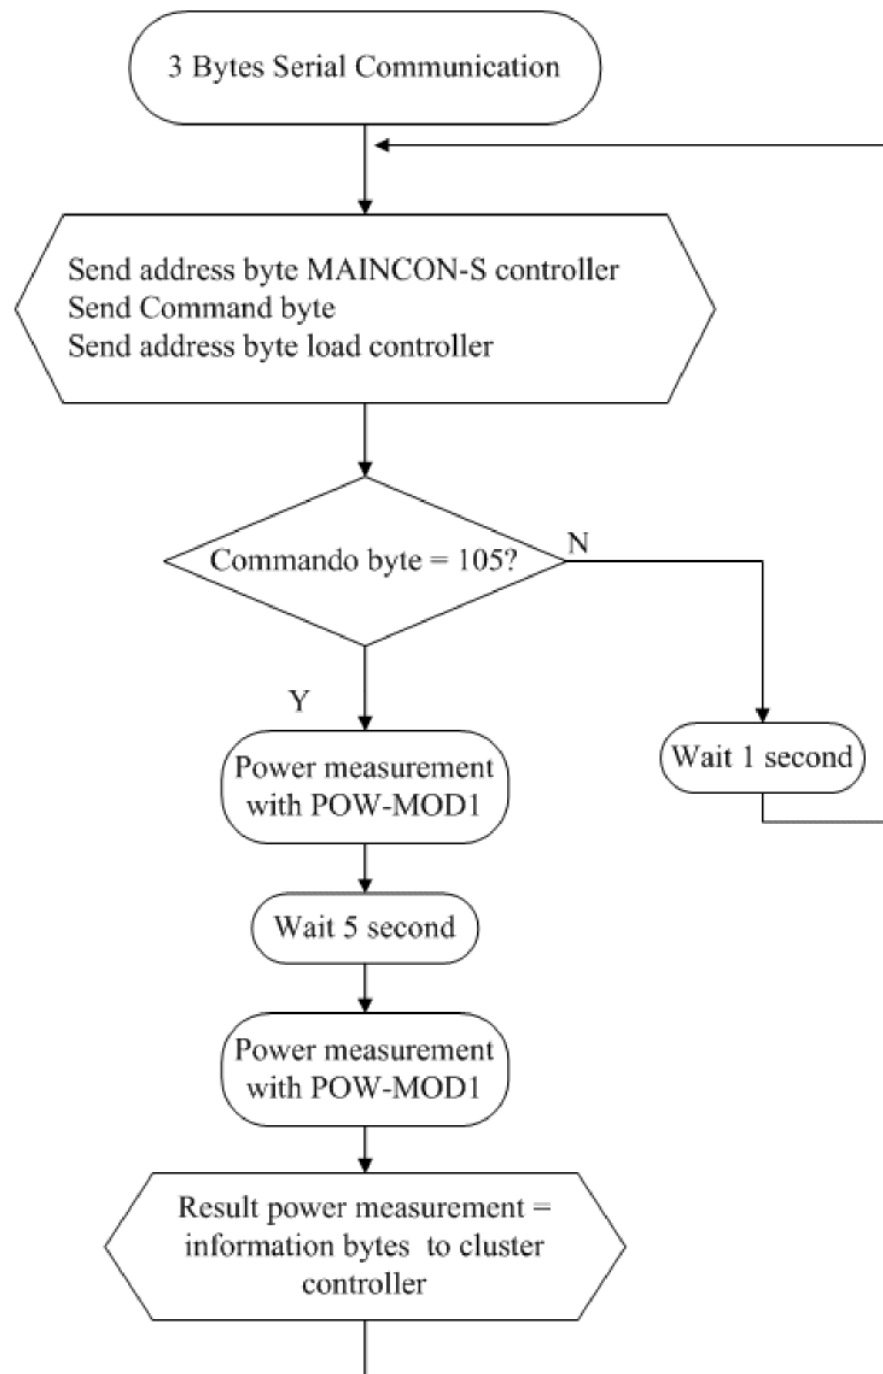 3 Bytes Serial Communication
Send address byte MAINCON-S controller
Send Command byte
Send address byte load controller
Commando byte = 105?
N
Y
Power measurement
with POW-MOD1
Wait 1 second
Wait 5 second
Power measurement
with POW-MOD1
Result power measurement =
information bytes  to cluster
controller